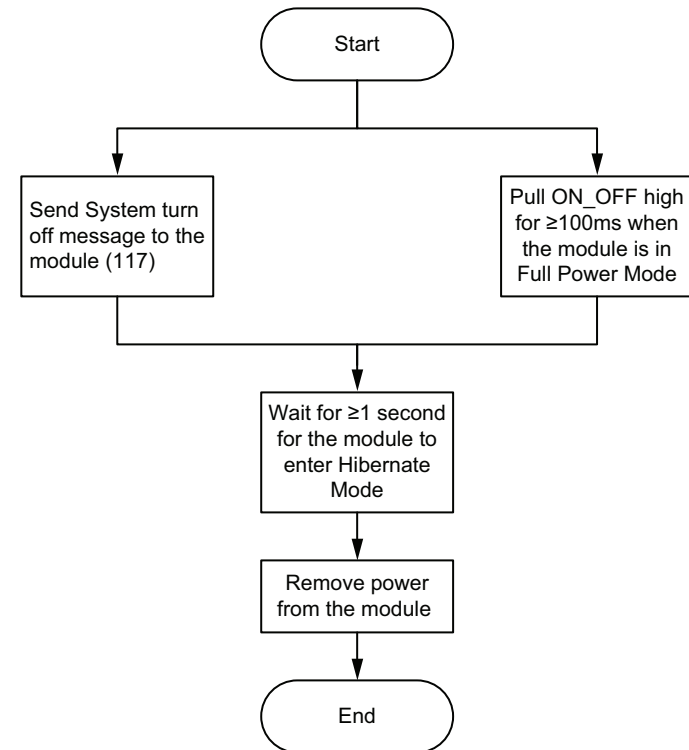 Start
Send System turn
off message to the
module (117)
Pull ON_OFF high
for ≥100ms when
the module is in
Full Power Mode
Wait for ≥1 second
for the module to
enter Hibernate
Mode
Remove power
from the module
End